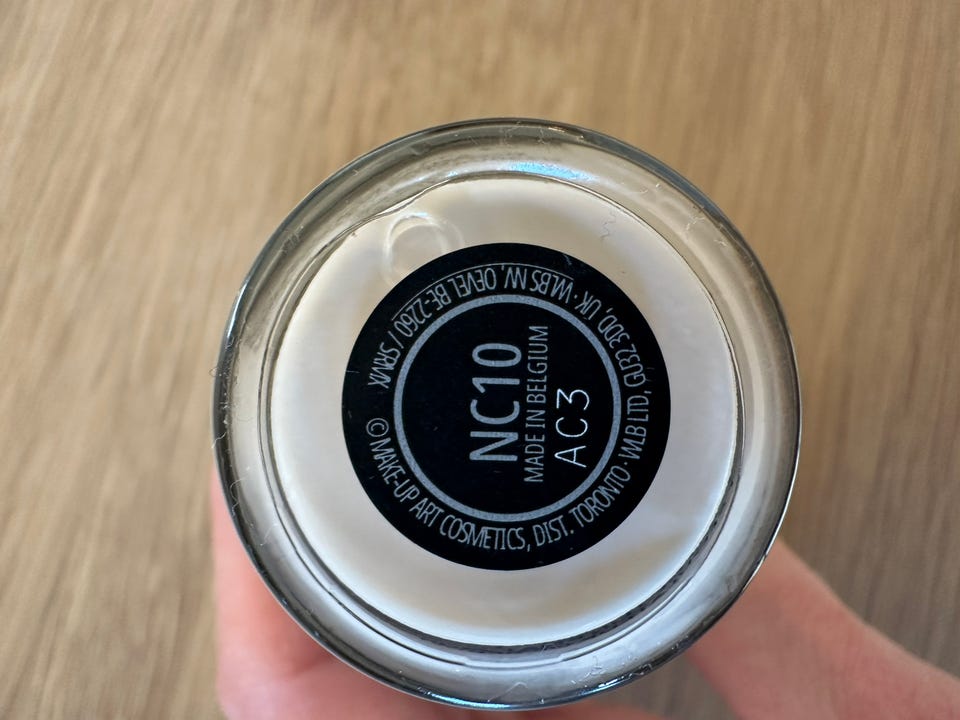 NC10
MADE IN BELGIUM
AC3
© MAKE-UP ART COSMETICS, DIST. TORONTO · WLB LTD, GU32 3DD, UK · WLBS NV, OEVEL BE-2260 / SRMX